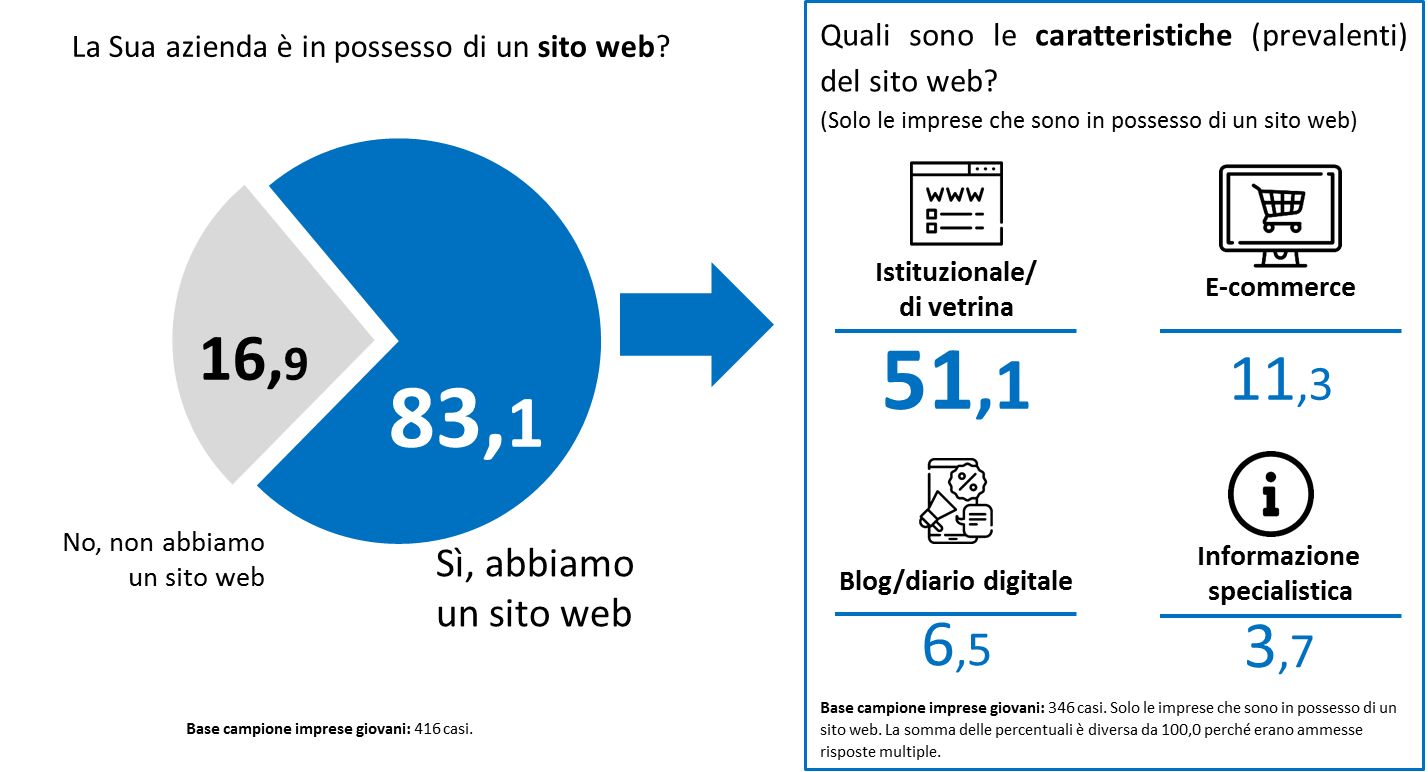 La Sua azienda è in possesso di un sito web?
16,9
83,1
No, non abbiamo
un sito web
Sì, abbiamo
un sito web
Base campione imprese giovani: 416 casi.
Quali sono le caratteristiche (prevalenti)
del sito web?
(Solo le imprese che sono in possesso di un sito web)
WWW
Istituzionale/
di vetrina
51,1
E-commerce
11,3
%
Blog/diario digitale
6,5
i
Informazione
specialistica
3,7
Base campione imprese giovani: 346 casi. Solo le imprese che sono in possesso di un
sito web. La somma delle percentuali è diversa da 100,0 perché erano ammesse
risposte multiple.